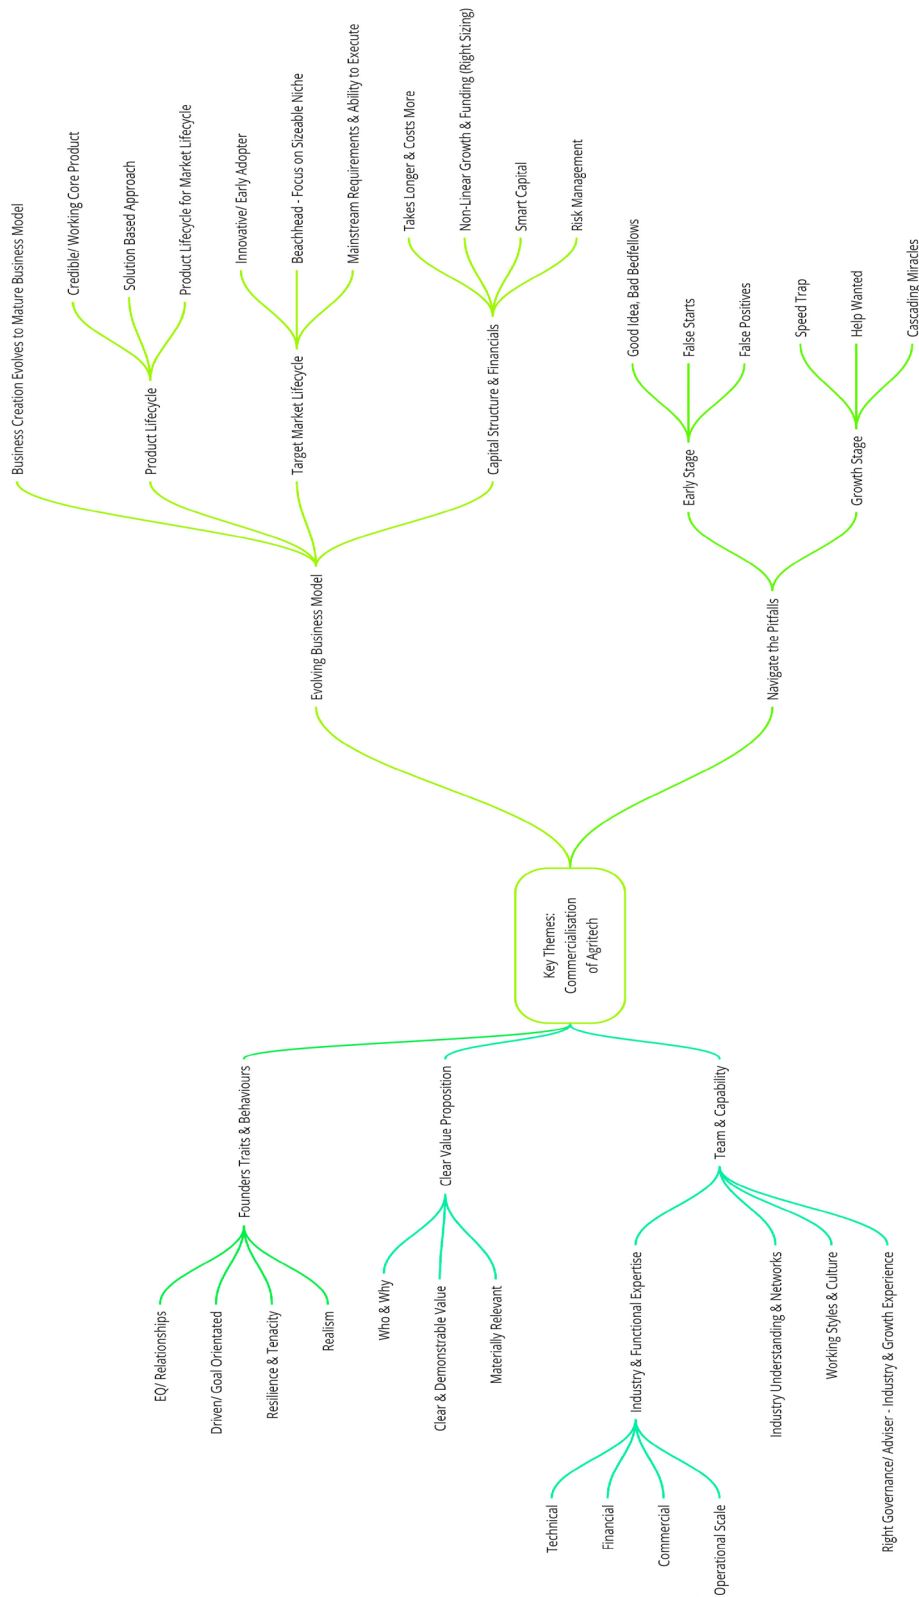 Key Themes:
Commercialisation
of Agritech
Founders Traits & Behaviours
EQ/ Relationships
Driven/ Goal Orientated
Resilience & Tenacity
Realism
Clear Value Proposition
Who & Why
Clear & Demonstrable Value
Materially Relevant
Team & Capability
Industry & Functional Expertise
Technical
Financial
Commercial
Operational Scale
Industry Understanding & Networks
Working Styles & Culture
Right Governance/ Adviser - Industry & Growth Experience
Evolving Business Model
Business Creation Evolves to Mature Business Model
Product Lifecycle
Credible/ Working Core Product
Solution Based Approach
Product Lifecycle for Market Lifecycle
Target Market Lifecycle
Innovative/ Early Adopter
Beachhead - Focus on Sizeable Niche
Mainstream Requirements & Ability to Execute
Capital Structure & Financials
Takes Longer & Costs More
Non-Linear Growth & Funding (Right Sizing)
Smart Capital
Risk Management
Navigate the Pitfalls
Early Stage
Good Idea, Bad Bedfellows
False Starts
False Positives
Growth Stage
Speed Trap
Help Wanted
Cascading Miracles